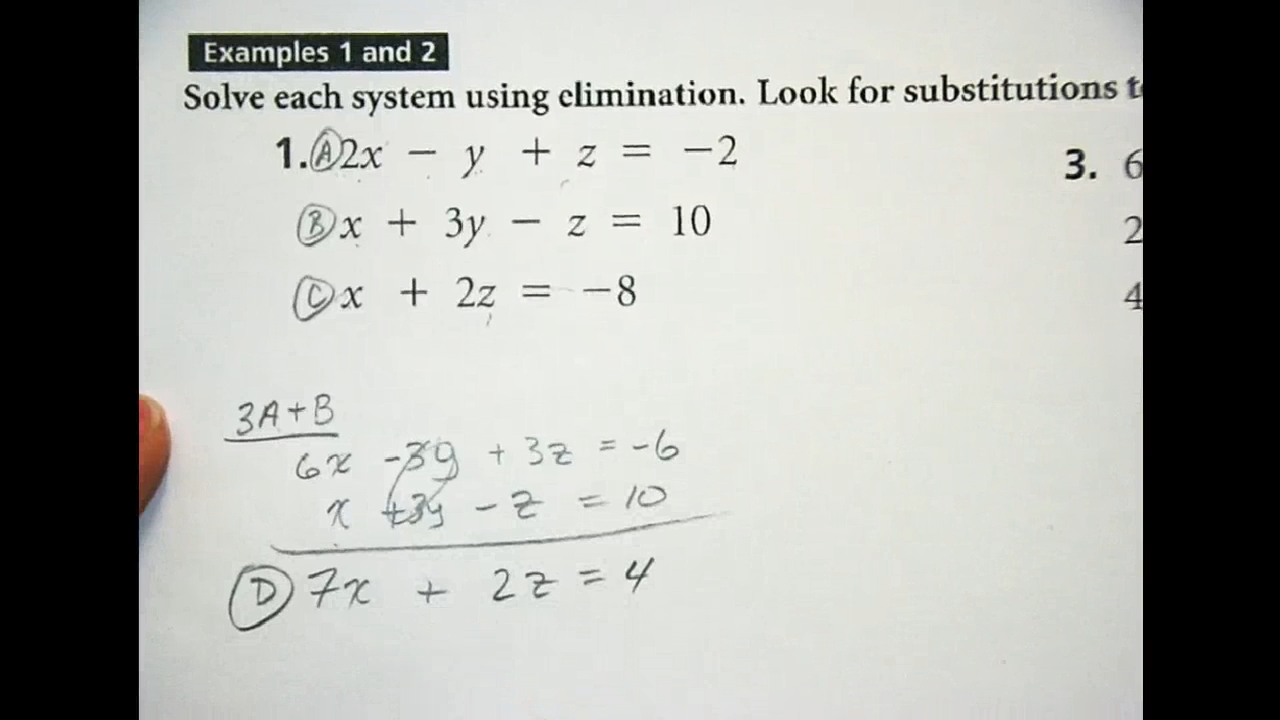 Examples 1 and 2
Solve each system using elimination. Look for substitutions
1. Ⓐ 2x − y + z = −2
Ⓑ x + 3y − z = 10
Ⓒ x + 2z = −8
3. 6
2
4
3A+B
6x -3y + 3z = -6
x +3y - z = 10
Ⓓ 7x + 2z = 4